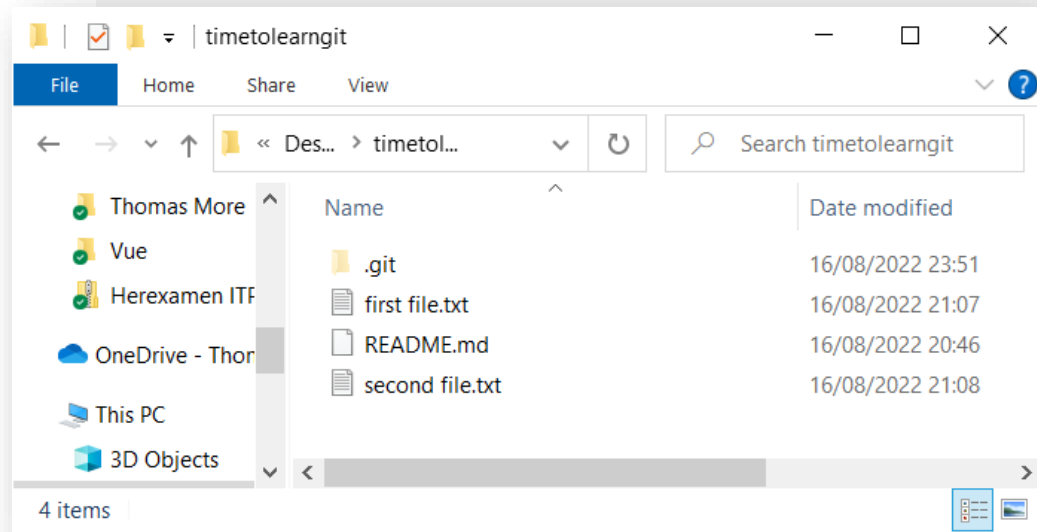 timetolearngit
File Home Share View ?
« Des... > timetol... Search timetolearngit
Thomas More
Vue
Herexamen ITF
OneDrive - Thor
This PC
3D Objects
Name Date modified
.git 16/08/2022 23:51
first file.txt 16/08/2022 21:07
README.md 16/08/2022 20:46
second file.txt 16/08/2022 21:08
4 items